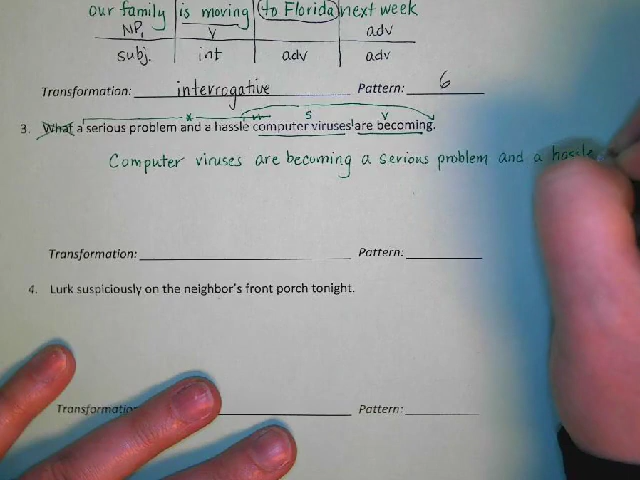 our family is moving (to Florida) next week
NP₁ V adv
subj. int adv adv
Transformation: interrogative Pattern: 6
S V
3. What a serious problem and a hassle computer viruses are becoming.
Computer viruses are becoming a serious problem and a hassle
Transformation: Pattern:
4. Lurk suspiciously on the neighbor's front porch tonight.
Transformation Pattern: